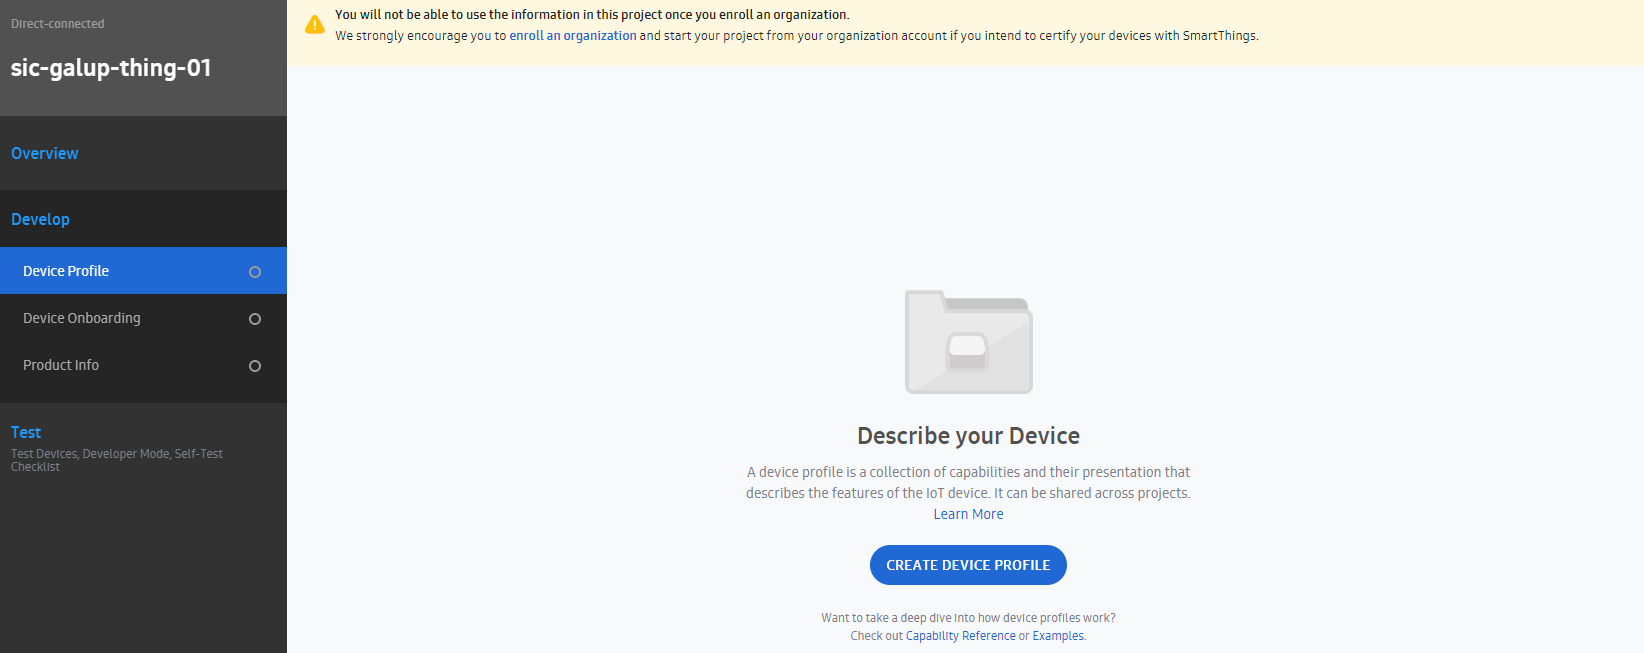 Direct-connected
sic-galup-thing-01
Overview
Develop
Device Profile
Device Onboarding
Product Info
Test
Test Devices, Developer Mode, Self-Test
Checklist
You will not be able to use the information in this project once you enroll an organization.
We strongly encourage you to enroll an organization and start your project from your organization account if you intend to certify your devices with SmartThings.
Describe your Device
A device profile is a collection of capabilities and their presentation that
describes the features of the IoT device. It can be shared across projects.
Learn More
CREATE DEVICE PROFILE
Want to take a deep dive into how device profiles work?
Check out Capability Reference or Examples.